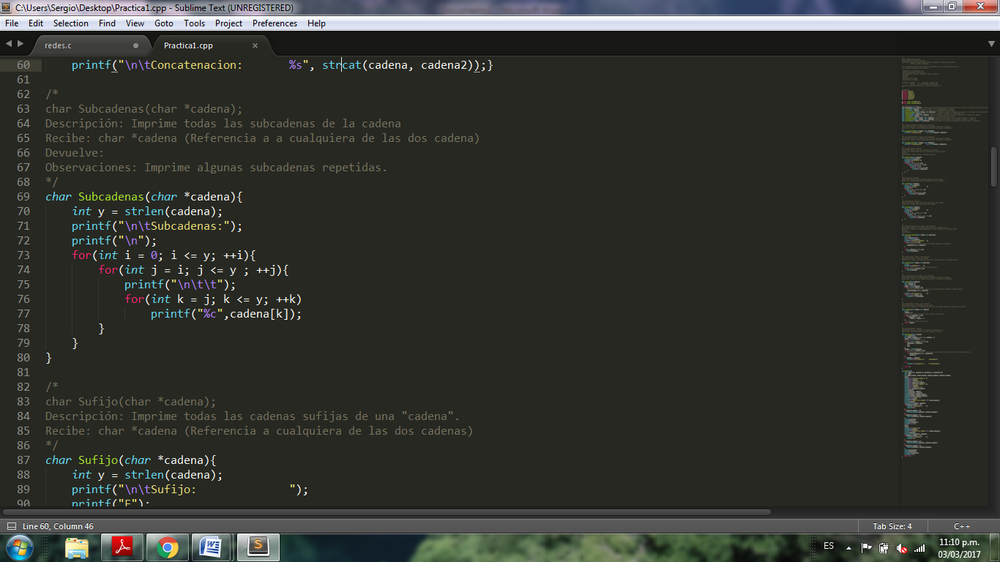 C:\Users\Sergio\Desktop\Practica1.cpp - Sublime Text (UNREGISTERED)
File Edit Selection Find View Goto Tools Project Preferences Help
redes.c Practica1.cpp
60 printf("\n\tConcatenacion:       %s", strcat(cadena, cadena2));}
61
62 /*
63 char Subcadenas(char *cadena);
64 Descripción: Imprime todas las subcadenas de la cadena
65 Recibe: char *cadena (Referencia a a cualquiera de las dos cadena)
66 Devuelve:
67 Observaciones: Imprime algunas subcadenas repetidas.
68 */
69 char Subcadenas(char *cadena){
70     int y = strlen(cadena);
71     printf("\n\tSubcadenas:");
72     printf("\n");
73     for(int i = 0; i <= y; ++i){
74         for(int j = i; j <= y ; ++j){
75             printf("\n\t\t");
76             for(int k = j; k <= y; ++k)
77                 printf("%c",cadena[k]);
78         }
79     }
80 }
81
82 /*
83 char Sufijo(char *cadena);
84 Descripción: Imprime todas las cadenas sufijas de una "cadena".
85 Recibe: char *cadena (Referencia a cualquiera de las dos cadenas)
86 */
87 char Sufijo(char *cadena){
88     int y = strlen(cadena);
89     printf("\n\tSufijo:              ");
90     printf("E");
Line 60, Column 46 Tab Size: 4 C++
ES 11:10 p.m.
03/03/2017